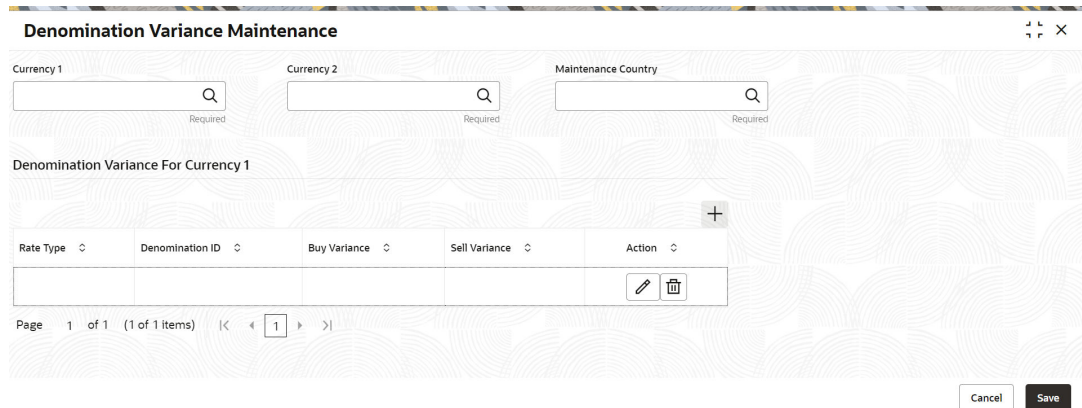 Denomination Variance Maintenance
Currency 1 Currency 2 Maintenance Country
Required Required Required
Denomination Variance For Currency 1
Rate Type Denomination ID Buy Variance Sell Variance Action
Page 1 of 1 (1 of 1 items) 1
Cancel Save